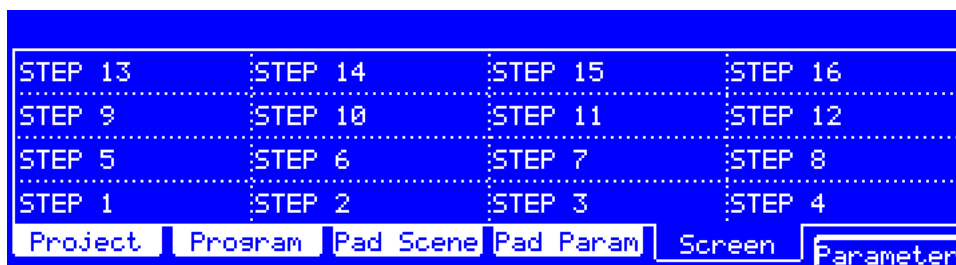 STEP 13 STEP 14 STEP 15 STEP 16
STEP 9 STEP 10 STEP 11 STEP 12
STEP 5 STEP 6 STEP 7 STEP 8
STEP 1 STEP 2 STEP 3 STEP 4
Project Program Pad Scene Pad Param Screen Parameter